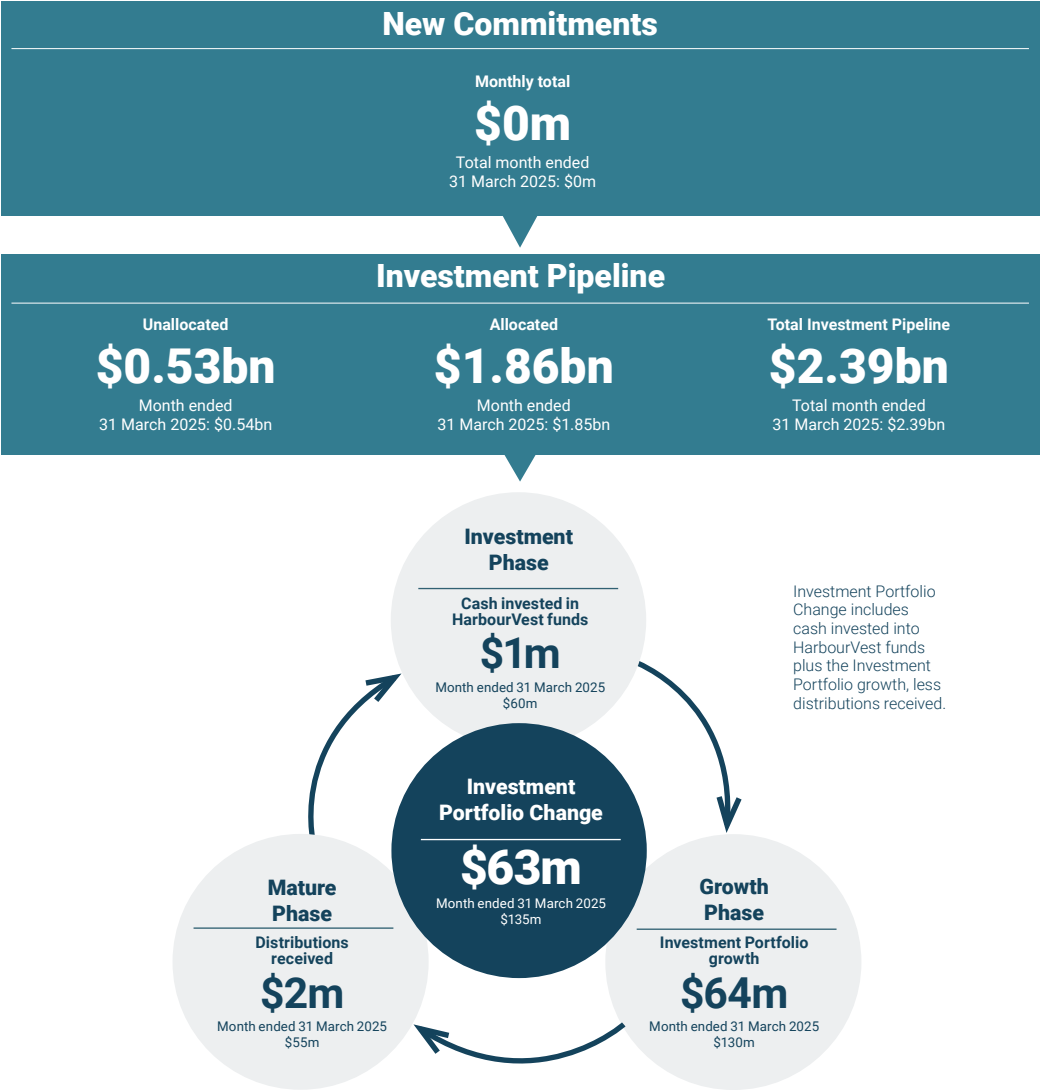 New Commitments
Monthly total
$0m
Total month ended
31 March 2025: $0m
Investment Pipeline
Unallocated
$0.53bn
Month ended
31 March 2025: $0.54bn
Allocated
$1.86bn
Month ended
31 March 2025: $1.85bn
Total Investment Pipeline
$2.39bn
Total month ended
31 March 2025: $2.39bn
Investment
Phase
Cash invested in
HarbourVest funds
$1m
Month ended 31 March 2025
$60m
Investment Portfolio
Change includes
cash invested into
HarbourVest funds
plus the Investment
Portfolio growth, less
distributions received.
Investment
Portfolio Change
$63m
Month ended 31 March 2025
$135m
Mature
Phase
Distributions
received
$2m
Month ended 31 March 2025
$55m
Growth
Phase
Investment Portfolio
growth
$64m
Month ended 31 March 2025
$130m